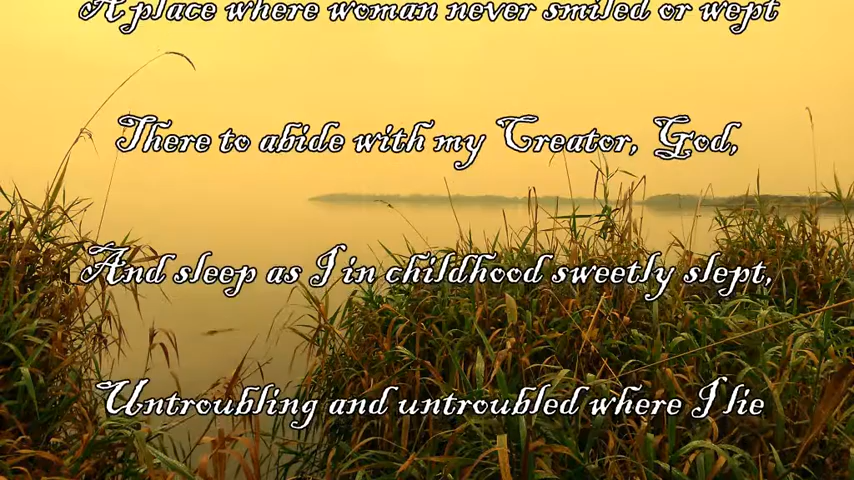 A place where woman never smiled or wept
There to abide with my Creator, God,
And sleep as I in childhood sweetly slept,
Untroubling and untroubled where I lie